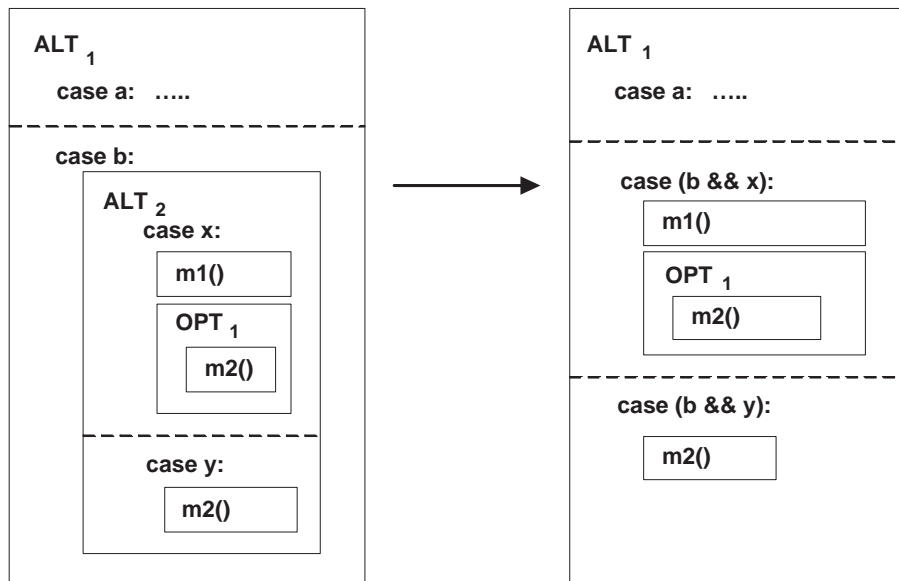 ALT 1
case a: .....
case b:
ALT 2
case x:
m1()
OPT 1
m2()
case y:
m2()
ALT 1
case a: .....
case (b && x):
m1()
OPT 1
m2()
case (b && y):
m2()